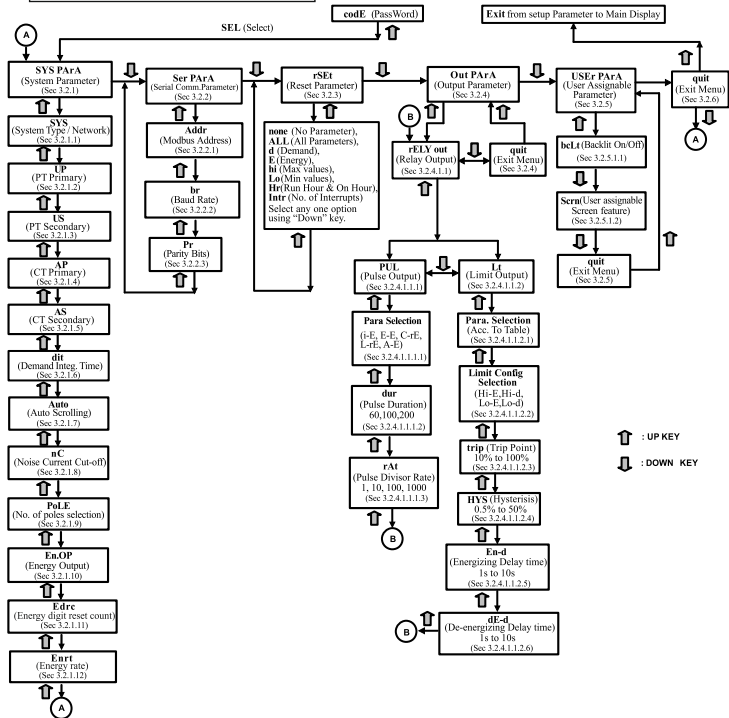 codE (PassWord)
Exit from setup Parameter to Main Display
A
SEL (Select)
SYS PArA
(System Parameter)
(Sec 3.2.1)
SYS
(System Type / Network)
(Sec 3.2.1.1)
UP
(PT Primary)
(Sec 3.2.1.2)
US
(PT Secondary)
(Sec 3.2.1.3)
AP
(CT Primary)
(Sec 3.2.1.4)
AS
(CT Secondary)
(Sec 3.2.1.5)
dit
(Demand Integ. Time)
(Sec 3.2.1.6)
Auto
(Auto Scrolling)
(Sec 3.2.1.7)
nC
(Noise Current Cut-off)
(Sec 3.2.1.8)
PoLE
(No. of poles selection)
(Sec 3.2.1.9)
En.OP
(Energy Output)
(Sec 3.2.1.10)
Edrc
(Energy digit reset count)
(Sec 3.2.1.11)
Enrt
(Energy rate)
(Sec 3.2.1.12)
A
Ser PArA
(Serial Comm.Parameter)
(Sec 3.2.2)
Addr
(Modbus Address)
(Sec 3.2.2.1)
br
(Baud Rate)
(Sec 3.2.2.2)
Pr
(Parity Bits)
(Sec 3.2.2.3)
rSEt
(Reset Parameter)
(Sec 3.2.3)
none (No Parameter),
ALL (All Parameters),
d (Demand),
E (Energy),
hi (Max values),
Lo(Min values),
Hr(Run Hour & On Hour),
Intr (No. of Interrupts)
Select any one option
using “Down” key.
Out PArA
(Output Parameter)
(Sec 3.2.4)
B
rELY out
(Relay Output)
(Sec 3.2.4.1.1)
quit
(Exit Menu)
(Sec 3.2.4)
PUL
(Pulse Output)
(Sec 3.2.4.1.1.1)
Para Selection
(i-E, E-E, C-rE,
L-rE, A-E)
(Sec 3.2.4.1.1.1.1)
dur
(Pulse Duration)
60,100,200
(Sec 3.2.4.1.1.1.2)
rAt
(Pulse Divisor Rate)
1, 10, 100, 1000
(Sec 3.2.4.1.1.1.3)
B
Lt
(Limit Output)
(Sec 3.2.4.1.1.2)
Para. Selection
(Acc. To Table)
(Sec 3.2.4.1.1.2.1)
Limit Config
Selection
(Hi-E,Hi-d,
Lo-E,Lo-d)
(Sec 3.2.4.1.1.2.2)
trip (Trip Point)
10% to 100%
(Sec 3.2.4.1.1.2.3)
HYS (Hysterisis)
0.5% to 50%
(Sec 3.2.4.1.1.2.4)
En-d
(Energizing Delay time)
1s to 10s
(Sec 3.2.4.1.1.2.5)
dE-d
(De-energizing Delay time)
1s to 10s
(Sec 3.2.4.1.1.2.6)
B
USEr PArA
(User Assignable
Parameter)
(Sec 3.2.5)
bcLt (Backlit On/Off)
(Sec 3.2.5.1.1)
Scrn(User assignable
Screen feature)
(Sec 3.2.5.1.2)
quit
(Exit Menu)
(Sec 3.2.5)
quit
(Exit Menu)
(Sec 3.2.6)
A
: UP KEY
: DOWN KEY